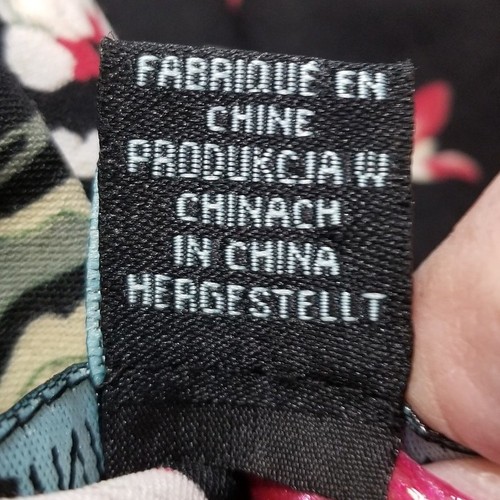 FABRIQUÉ EN
CHINE
PRODUKCJA W
CHINACH
IN CHINA
HERGESTELLT